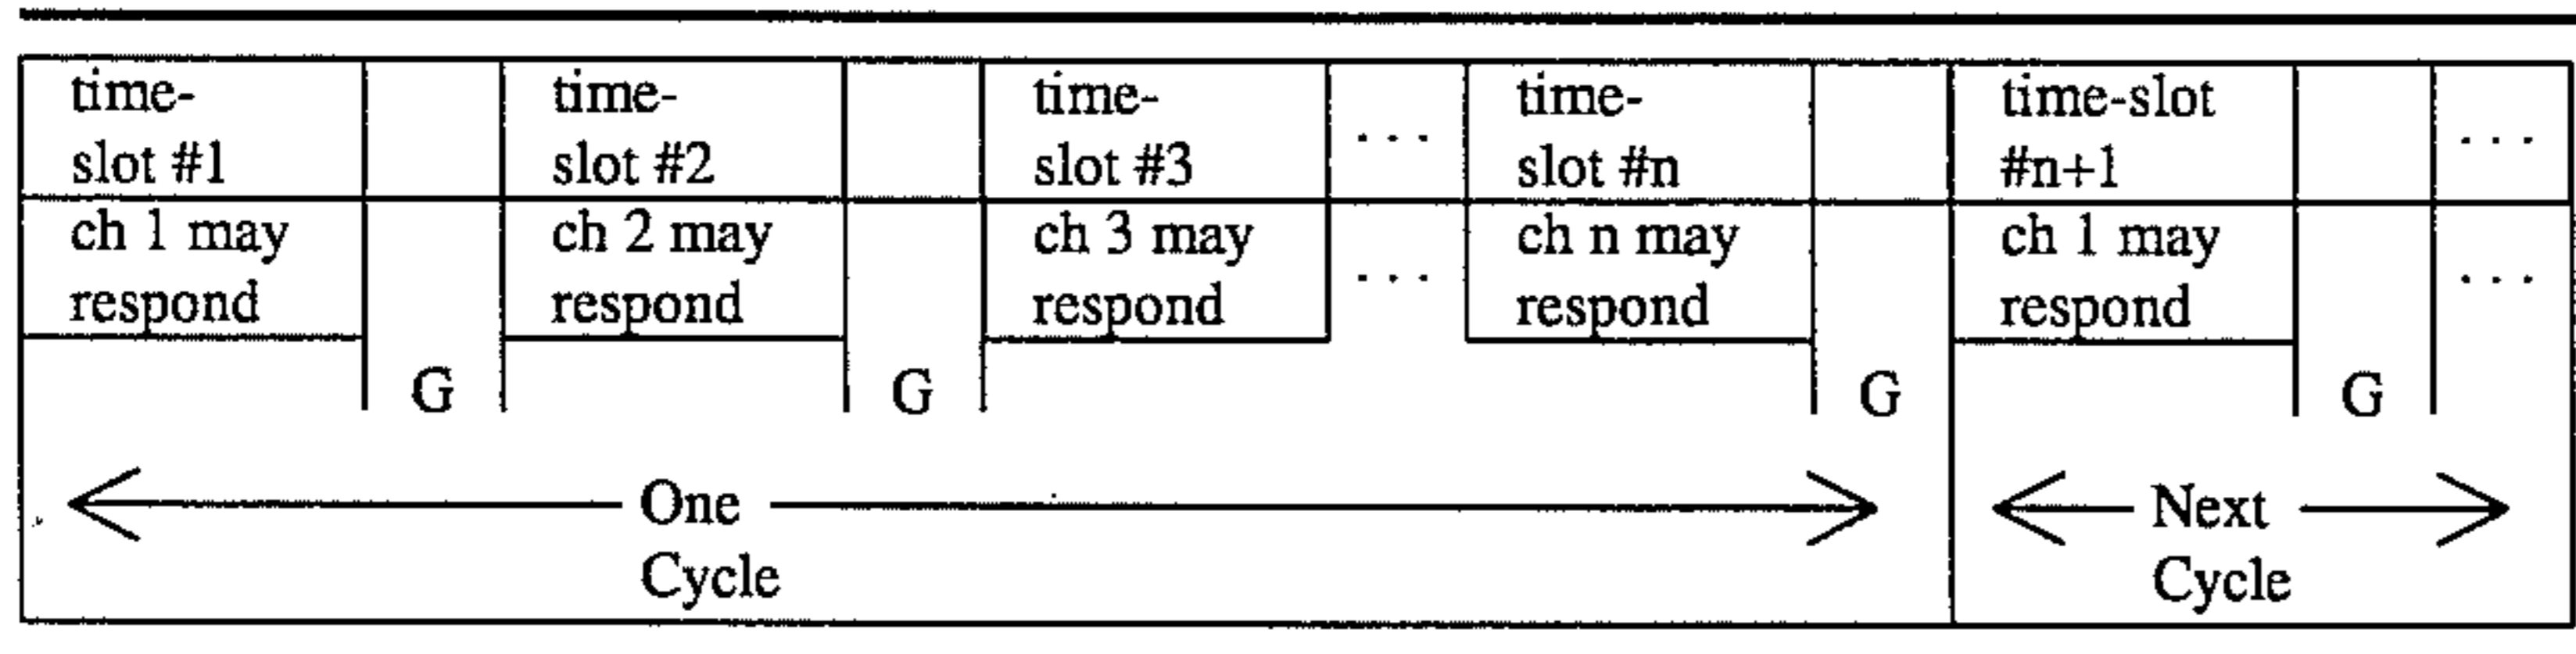 time- time- time- time- time-slot
slot #1 slot #2 slot #3 ... slot #n #n+1 ...
ch 1 may ch 2 may ch 3 may ch n may ch 1 may
respond respond respond ... respond respond ...
G G G G
One Next
Cycle Cycle